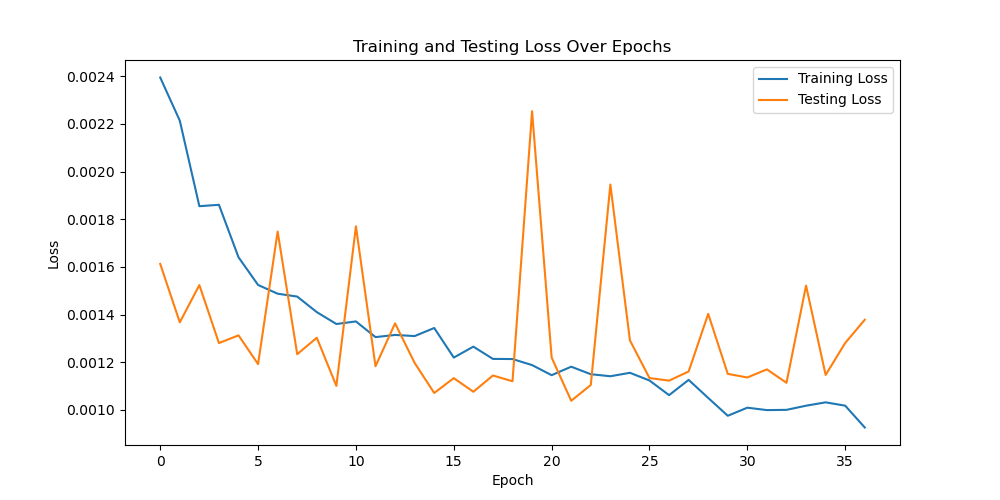 Training and Testing Loss Over Epochs
Training Loss
Testing Loss
0.0024
0.0022
0.0020
0.0018
0.0016
0.0014
0.0012
0.0010
Loss
0 5 10 15 20 25 30 35
Epoch